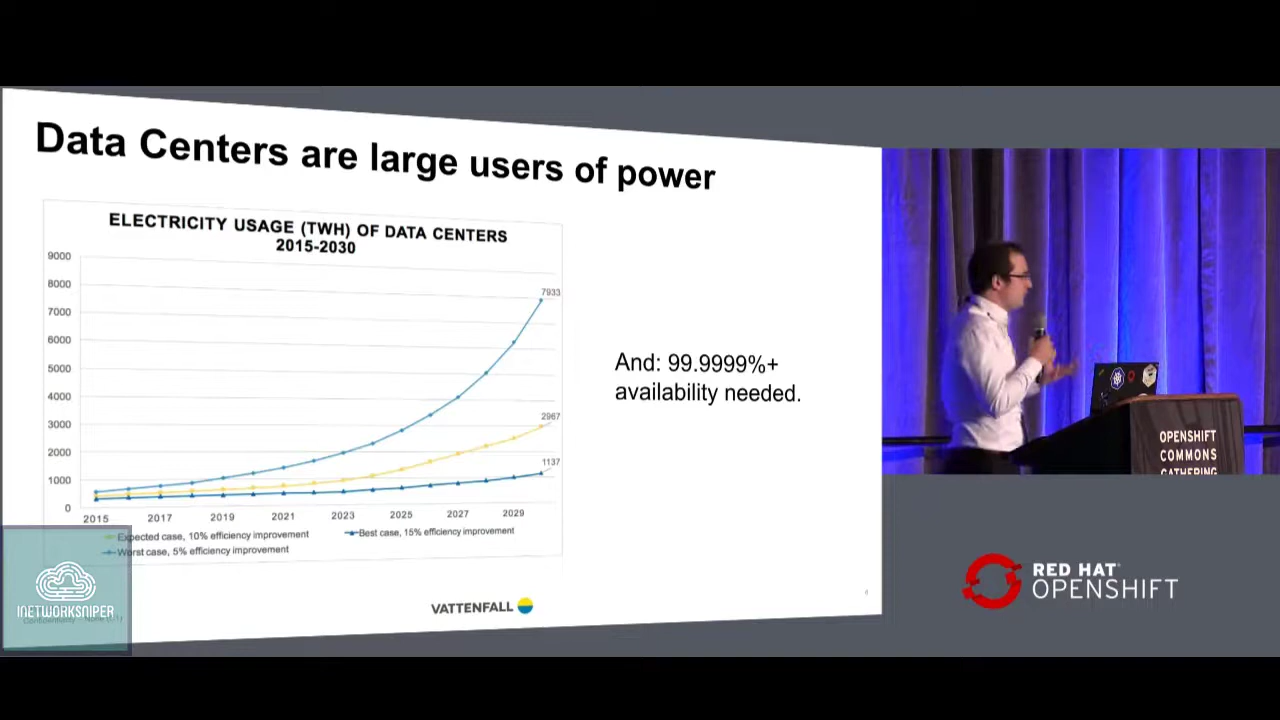 Data Centers are large users of power
ELECTRICITY USAGE (TWH) OF DATA CENTERS
2015-2030
9000
8000
7000
6000
5000
4000
3000
2000
1000
0
7933
2967
1137
2015 2017 2019 2021 2023 2025 2027 2029
Expected case, 10% efficiency improvement
Best case, 15% efficiency improvement
Worst case, 5% efficiency improvement
And: 99.9999%+
availability needed.
VATTENFALL
INETWORKSNIPER
OPENSHIFT
COMMONS
GATHERING
RED HAT
OPENSHIFT